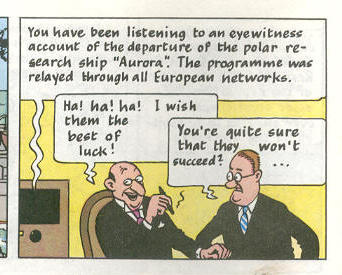 You have been listening to an eyewitness
account of the departure of the polar re-
search ship "Aurora". The programme was
relayed through all European networks.
Ha! ha! ha! I wish
them the
best of
luck!
You're quite sure
that they won't
succeed? ...